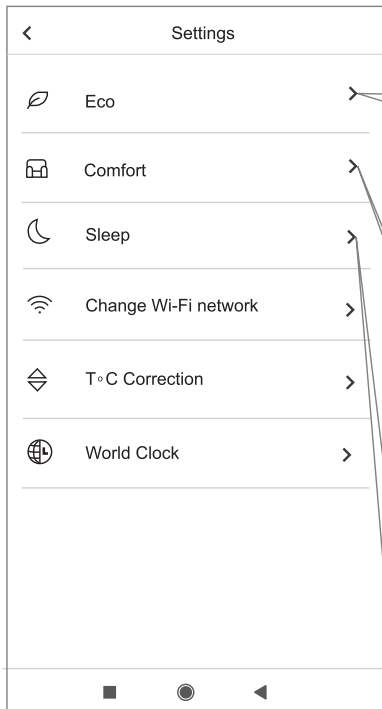 Settings
Eco
Comfort
Sleep
Change Wi-Fi network
T°C Correction
World Clock